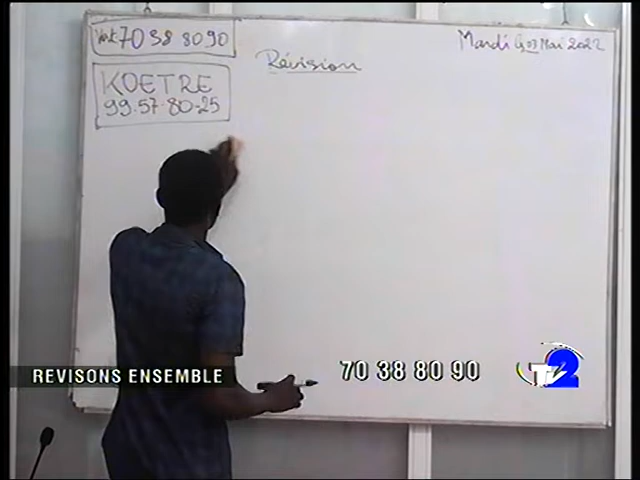 70 38 80 90
Mardi le 03 Mai 2022
Révision
KOETRE
99-57-80-25
REVISONS ENSEMBLE
70 38 80 90
TV2